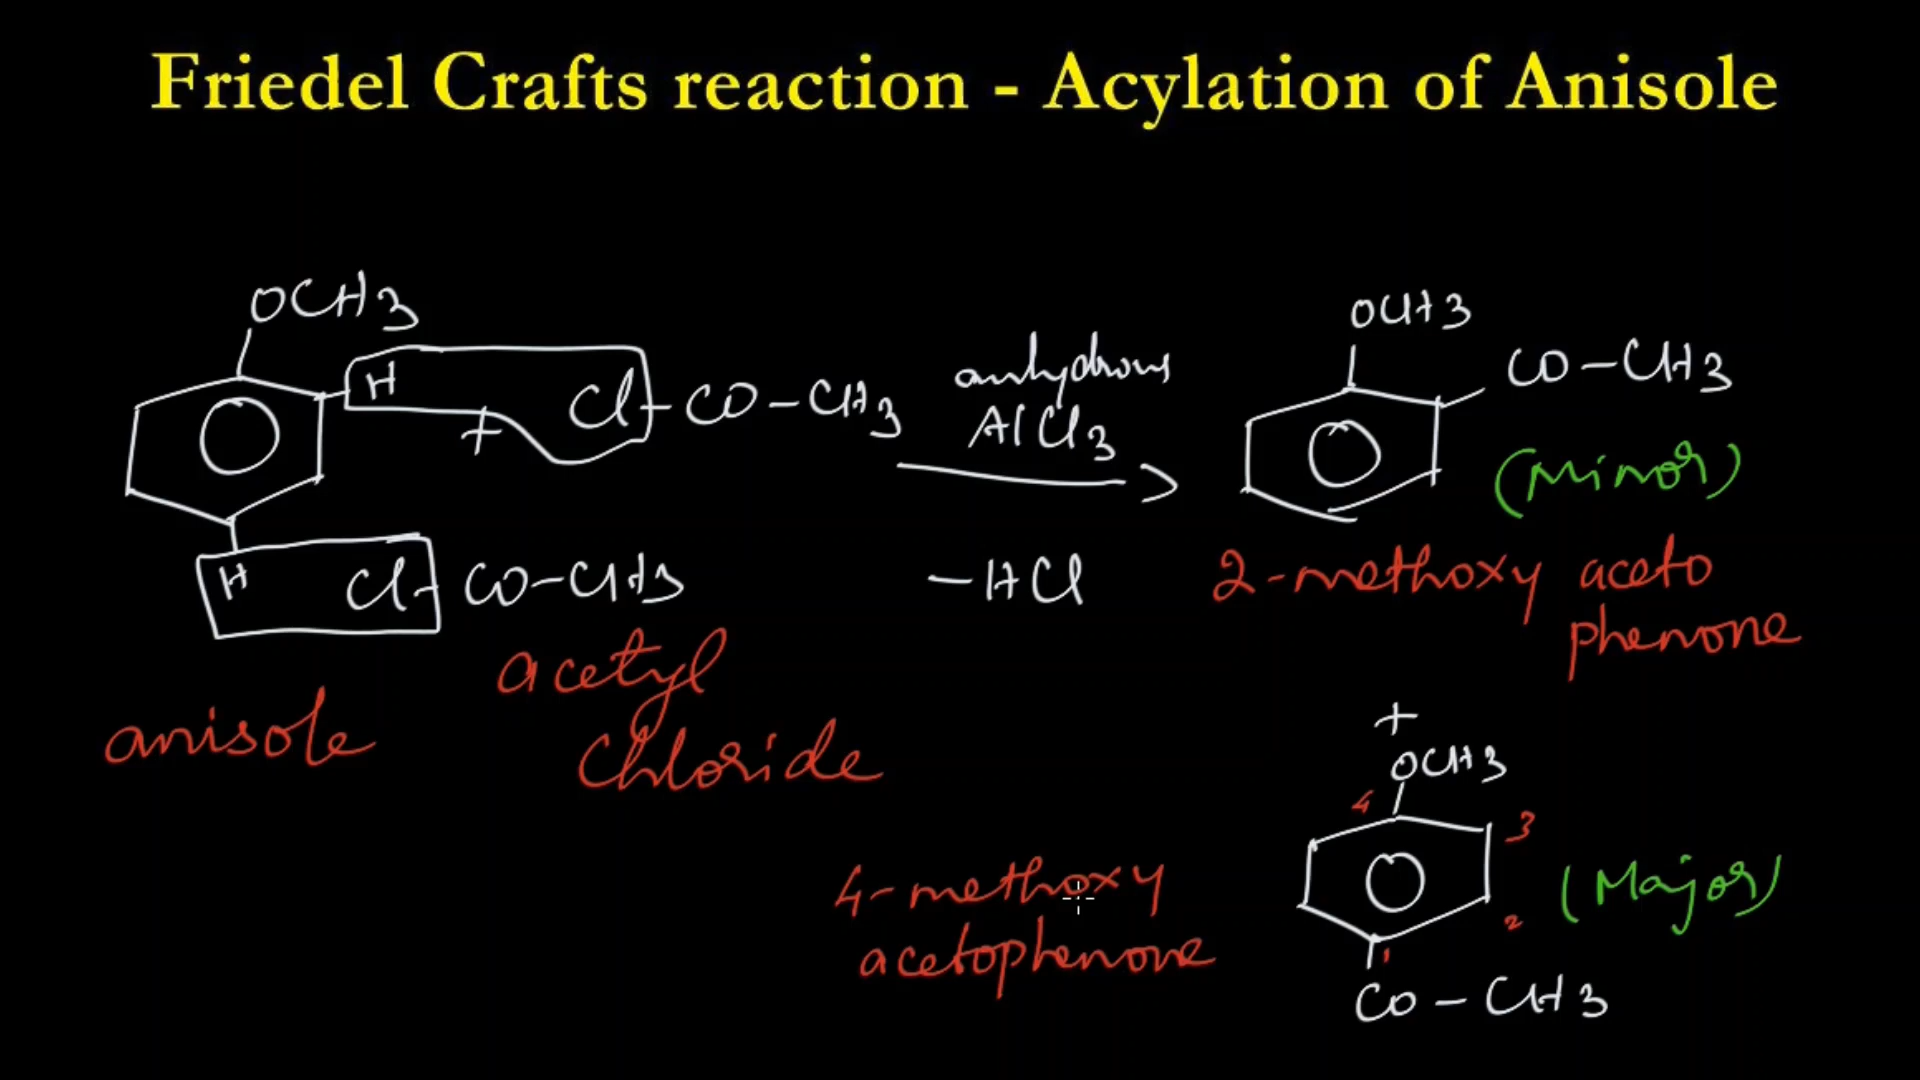 Friedel Crafts reaction - Acylation of Anisole
OCH3
H
Cl - CO - CH3
+
anhydrous
AlCl3
- HCl
OCH3
CO - CH3
(Minor)
2-methoxy aceto
phenone
H
Cl - CO - CH3
acetyl
chloride
anisole
+
OCH3
4
3
(Major)
2
1
CO - CH3
4-methoxy
acetophenone